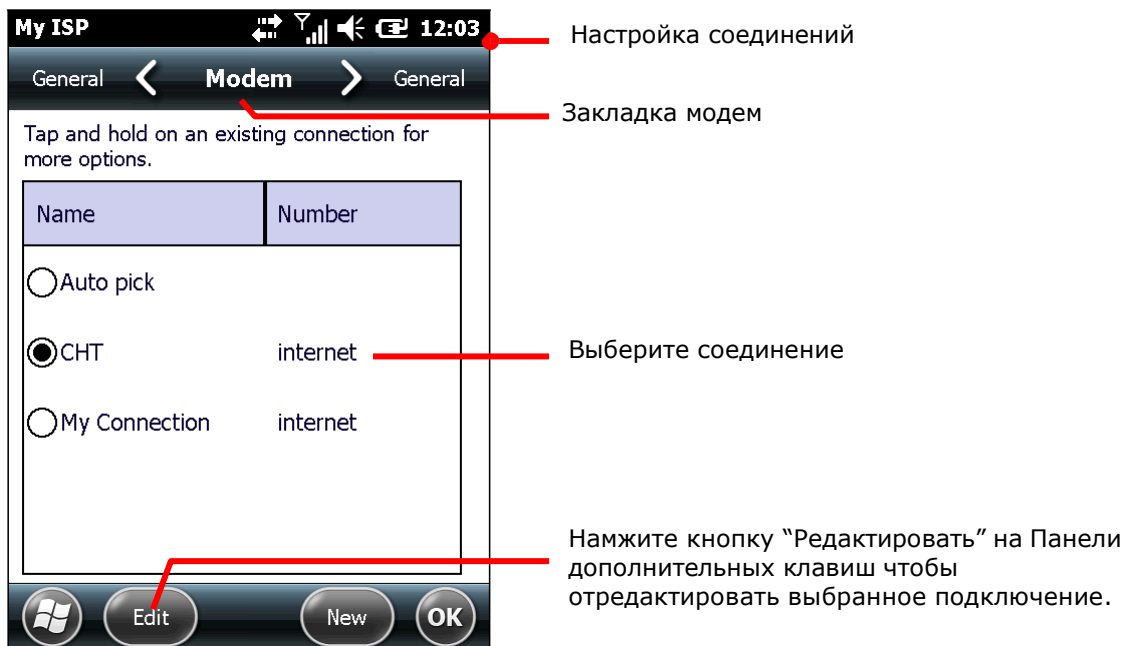 My ISP 12:03
Настройка соединений
General Modem General
Закладка модем
Tap and hold on an existing connection for
more options.
Name Number
Auto pick
CHT internet
Выберите соединение
My Connection internet
Намжите кнопку “Редактировать” на Панели
дополнительных клавиш чтобы
отредактировать выбранное подключение.
Edit New OK